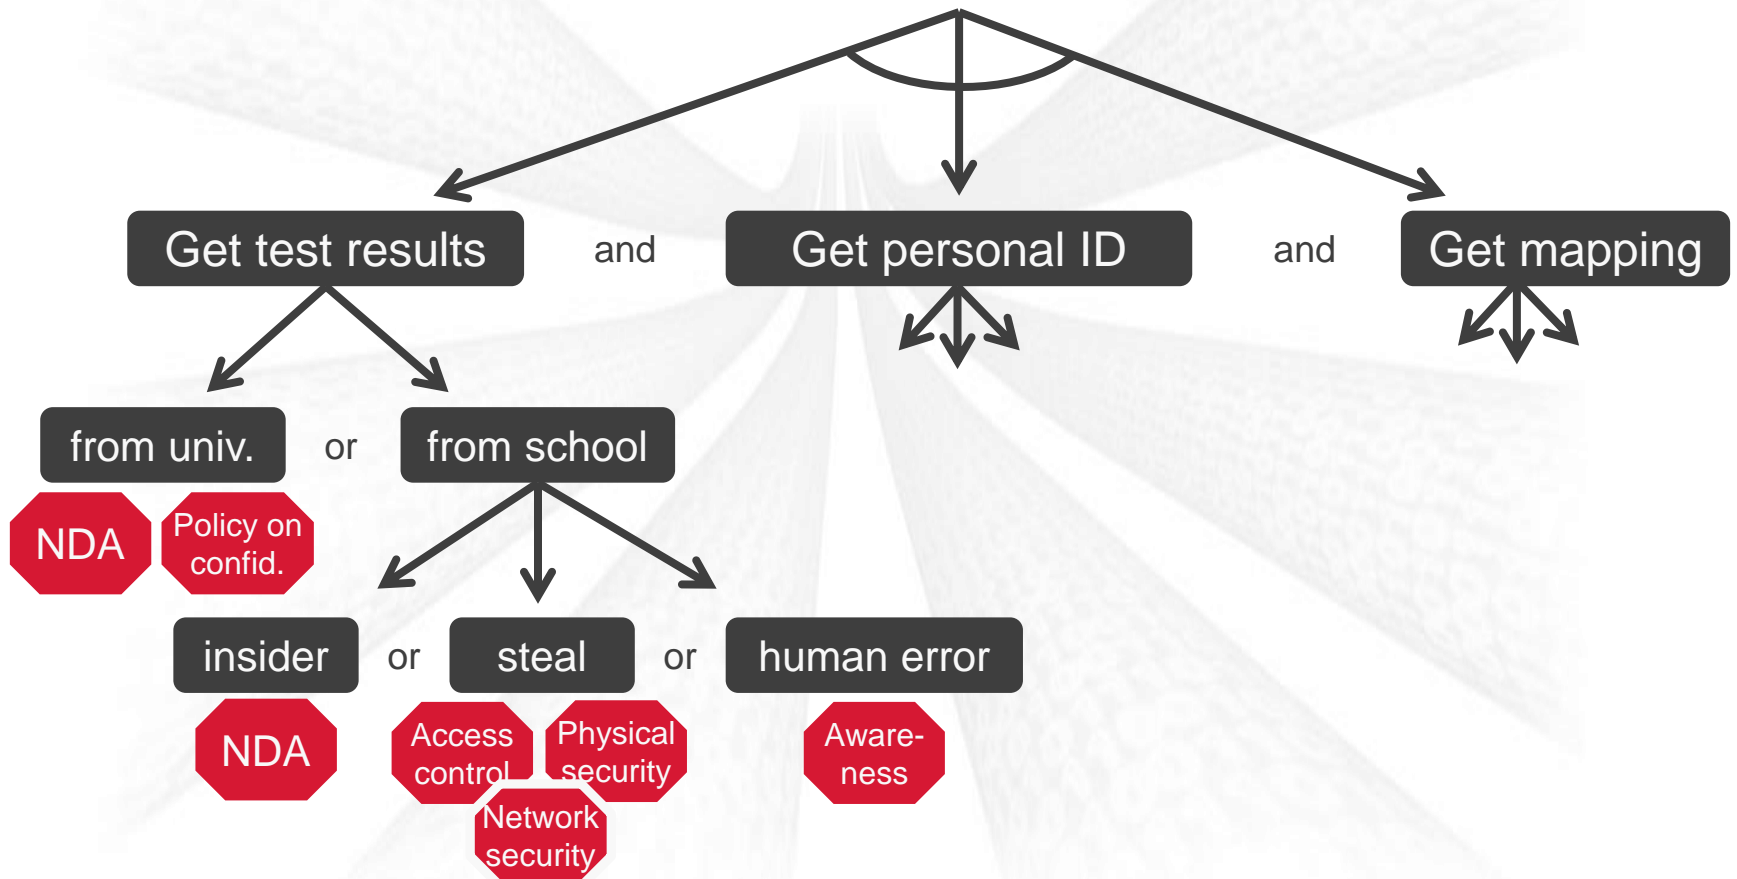 Get test results
and
Get personal ID
and
Get mapping
from univ.
or
from school
NDA
Policy on
confid.
insider
or
steal
or
human error
NDA
Access
control
Physical
security
Aware-
ness
Network
security